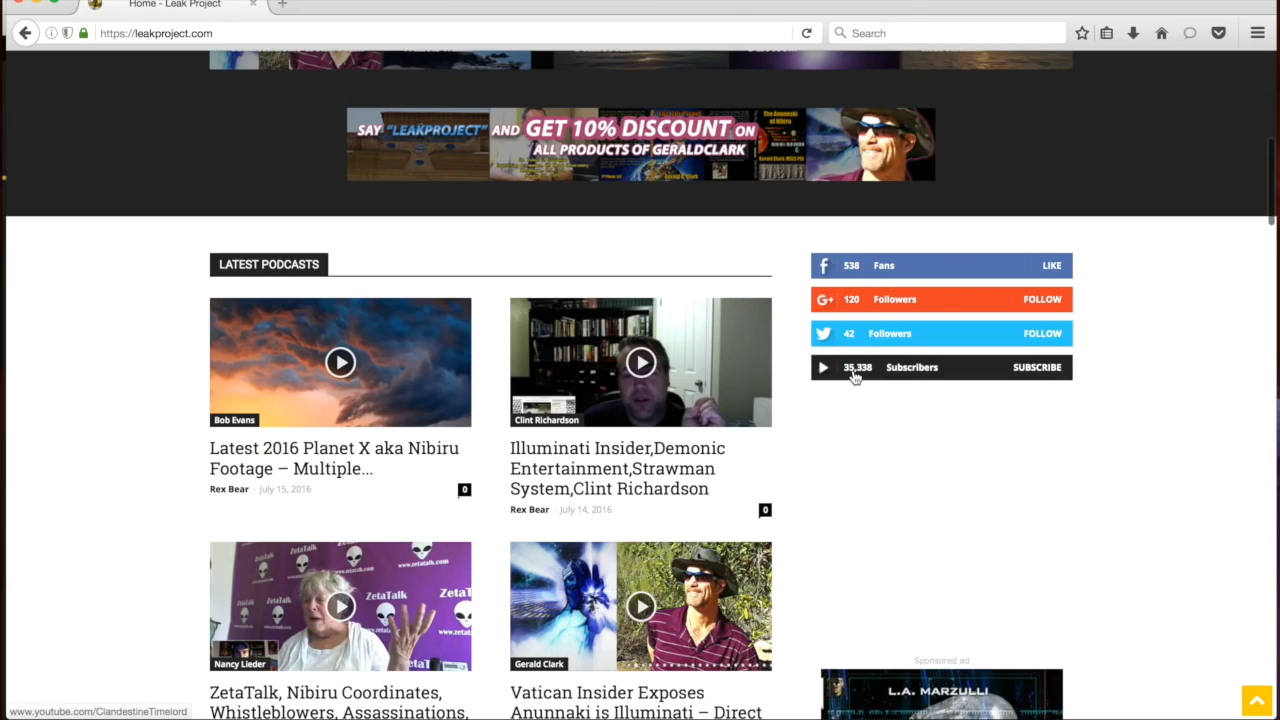 Home - Leak Project
https://leakproject.com
Search
SAY "LEAKPROJECT" AND GET 10% DISCOUNT ON
ALL PRODUCTS OF GERALDCLARK
LATEST PODCASTS
538 Fans LIKE
G+ 120 Followers FOLLOW
42 Followers FOLLOW
35,338 Subscribers SUBSCRIBE
Bob Evans
Latest 2016 Planet X aka Nibiru
Footage – Multiple...
Rex Bear - July 15, 2016 0
Clint Richardson
Illuminati Insider,Demonic
Entertainment,Strawman
System,Clint Richardson
Rex Bear - July 14, 2016 0
ZetaTalk
www.zetatalk.com
Nancy Lieder
ZetaTalk, Nibiru Coordinates,
Whistleblowers, Assassinations,
Gerald Clark
Vatican Insider Exposes
Anunnaki is Illuminati – Direct
Sponsored ad
L.A. MARZULLI
www.youtube.com/ClandestineTimelord